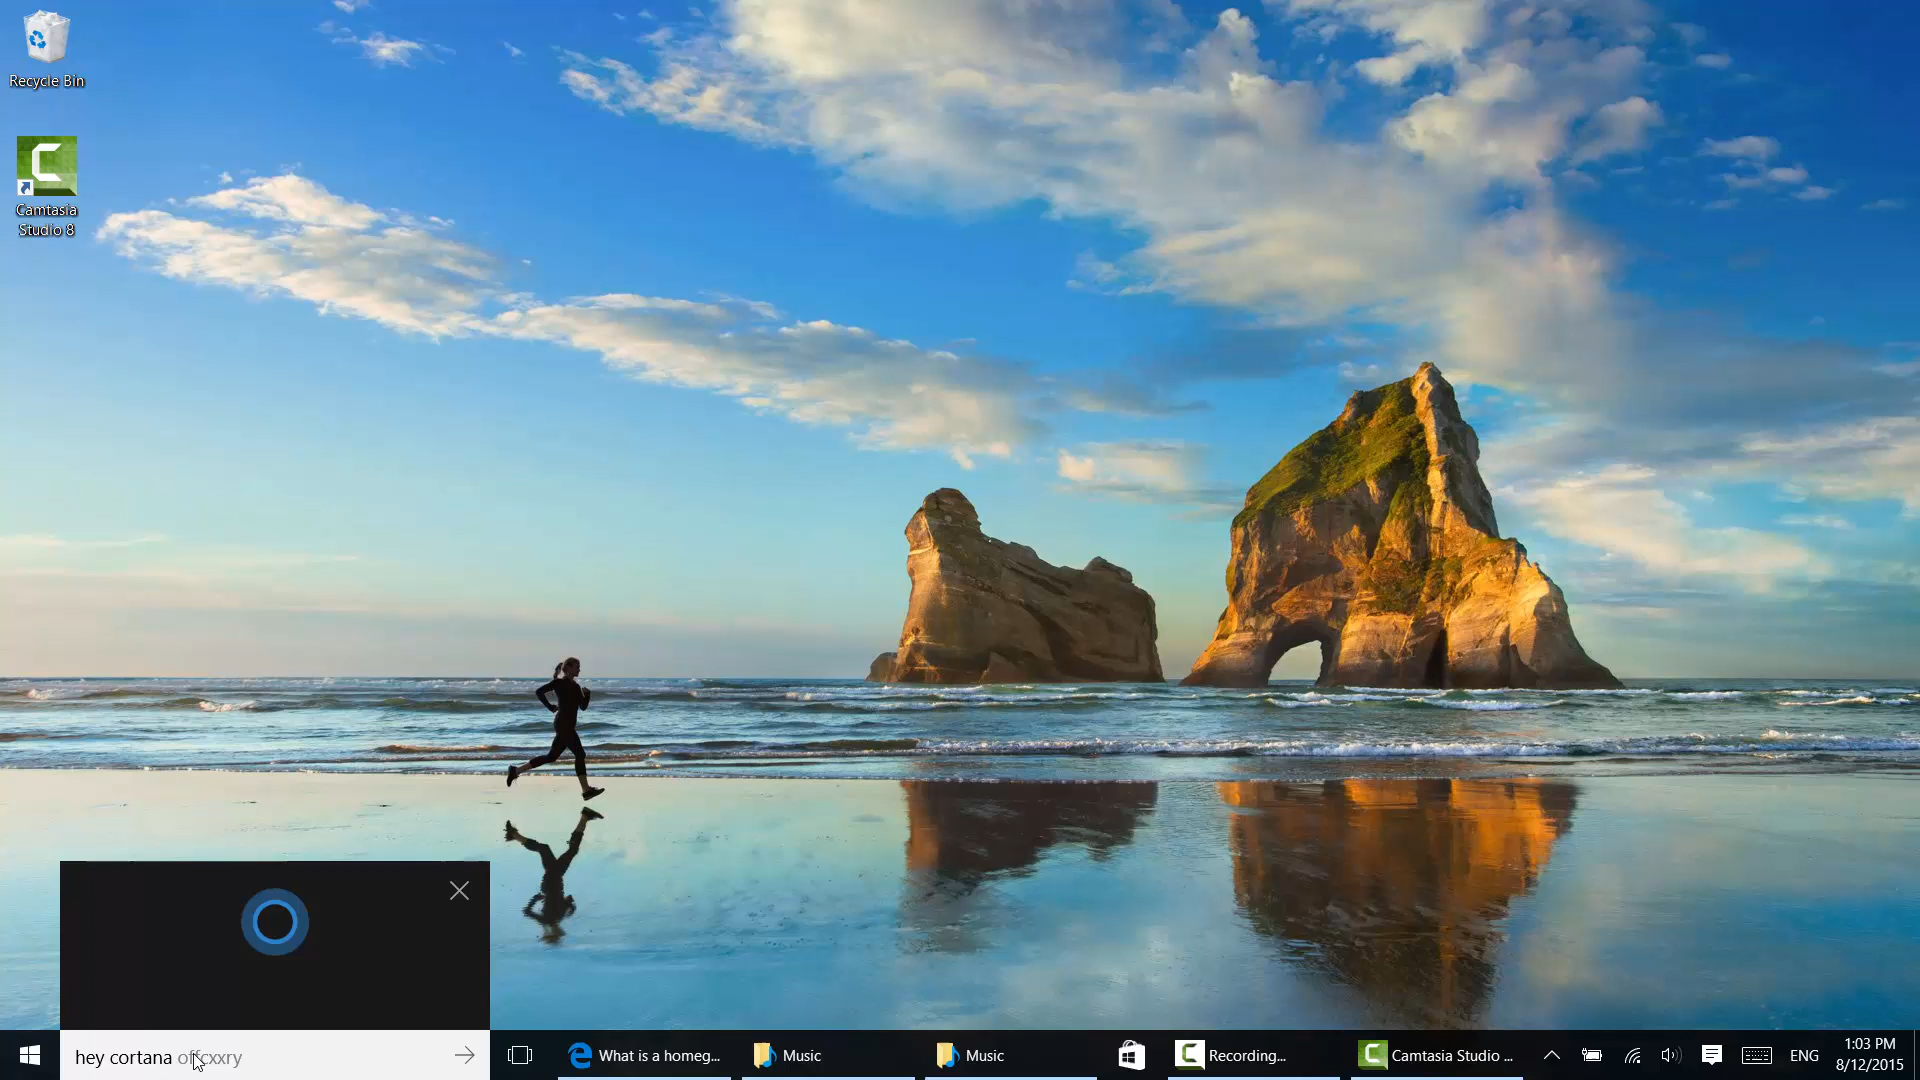 Recycle Bin
Camtasia
Studio 8
hey cortana
What is a homeg...
Music
Music
Recording...
Camtasia Studio ...
ENG
1:03 PM
8/12/2015